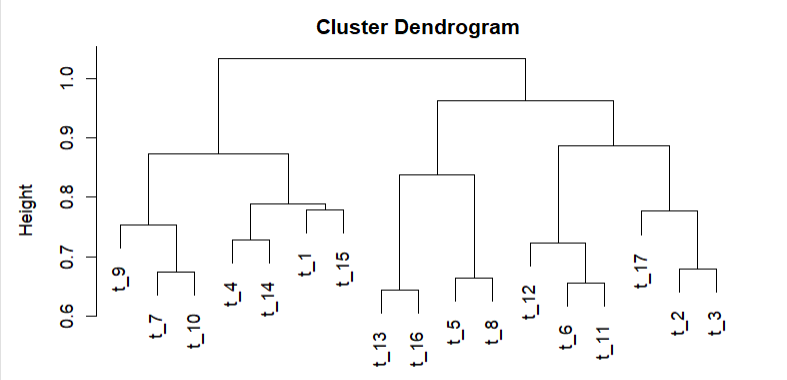 Cluster Dendrogram
Height
1.0
0.9
0.8
0.7
0.6
t_9
t_7
t_10
t_4
t_14
t_1
t_15
t_13
t_16
t_5
t_8
t_12
t_6
t_11
t_17
t_2
t_3